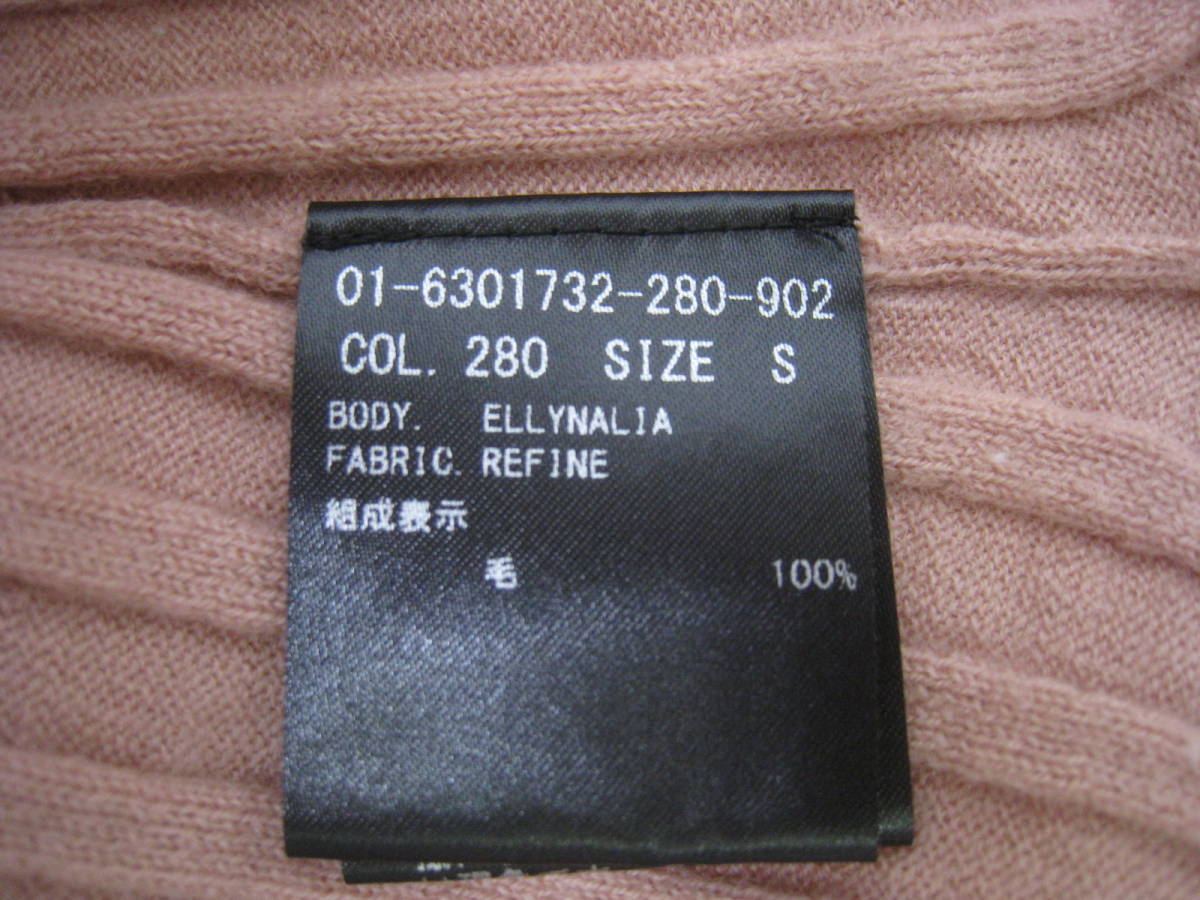 01-6301732-280-902
COL. 280 SIZE S
BODY. ELLYNALIA
FABRIC. REFINE
組成表示
毛 100%